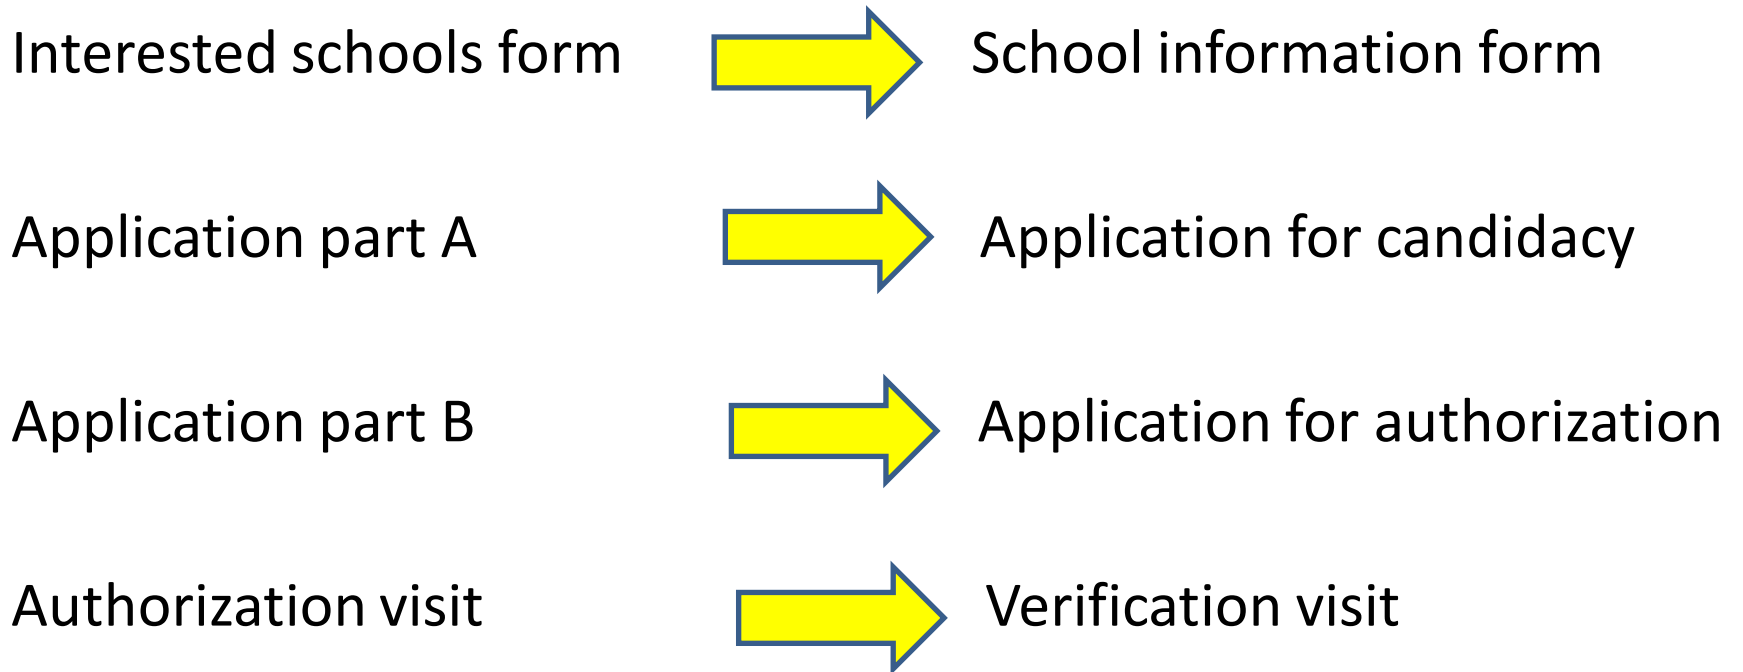 Interested schools form School information form
Application part A Application for candidacy
Application part B Application for authorization
Authorization visit Verification visit